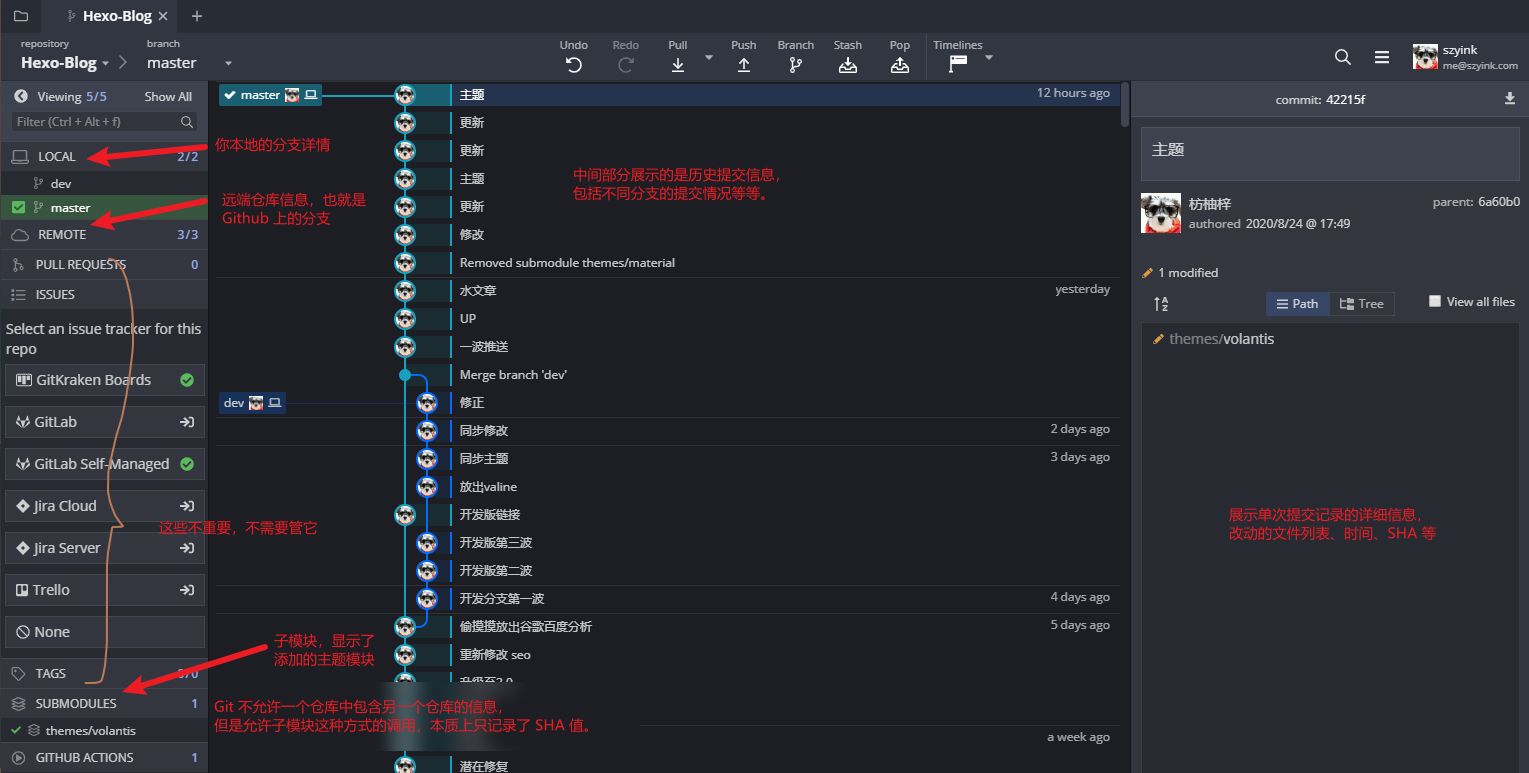 Hexo-Blog
repository
Hexo-Blog
branch
master
Undo
Redo
Pull
Push
Branch
Stash
Pop
Timelines
szyink
me@szyink.com
Viewing 5/5
Show All
Filter (Ctrl + Alt + f)
LOCAL 2/2
dev
master
REMOTE 3/3
PULL REQUESTS 0
ISSUES
Select an issue tracker for this
repo
GitKraken Boards
GitLab
GitLab Self-Managed
Jira Cloud
Jira Server
Trello
None
TAGS 0/0
SUBMODULES 1
themes/volantis
GITHUB ACTIONS 1
你本地的分支详情
远端仓库信息，也就是
Github 上的分支
这些不重要，不需要管它
子模块，显示了
添加的主题模块
Git 不允许一个仓库中包含另一个仓库的信息，
但是允许子模块这种方式的调用，本质上只记录了 SHA 值。
中间部分展示的是历史提交信息，
包括不同分支的提交情况等等。
master 主题 12 hours ago
更新
更新
主题
更新
修改
Removed submodule themes/material
水文章 yesterday
UP
一波推送
Merge branch 'dev'
dev 修正
同步修改 2 days ago
同步主题 3 days ago
放出valine
开发版链接
开发版第三波
开发版第二波
开发分支第一波 4 days ago
偷摸摸放出谷歌百度分析 5 days ago
重新修改 seo
a week ago
潜在修复
commit: 42215f
主题
枋柚梓
authored 2020/8/24 @ 17:49
parent: 6a60b0
1 modified
Path
Tree
View all files
themes/volantis
展示单次提交记录的详细信息，
改动的文件列表、时间、SHA 等